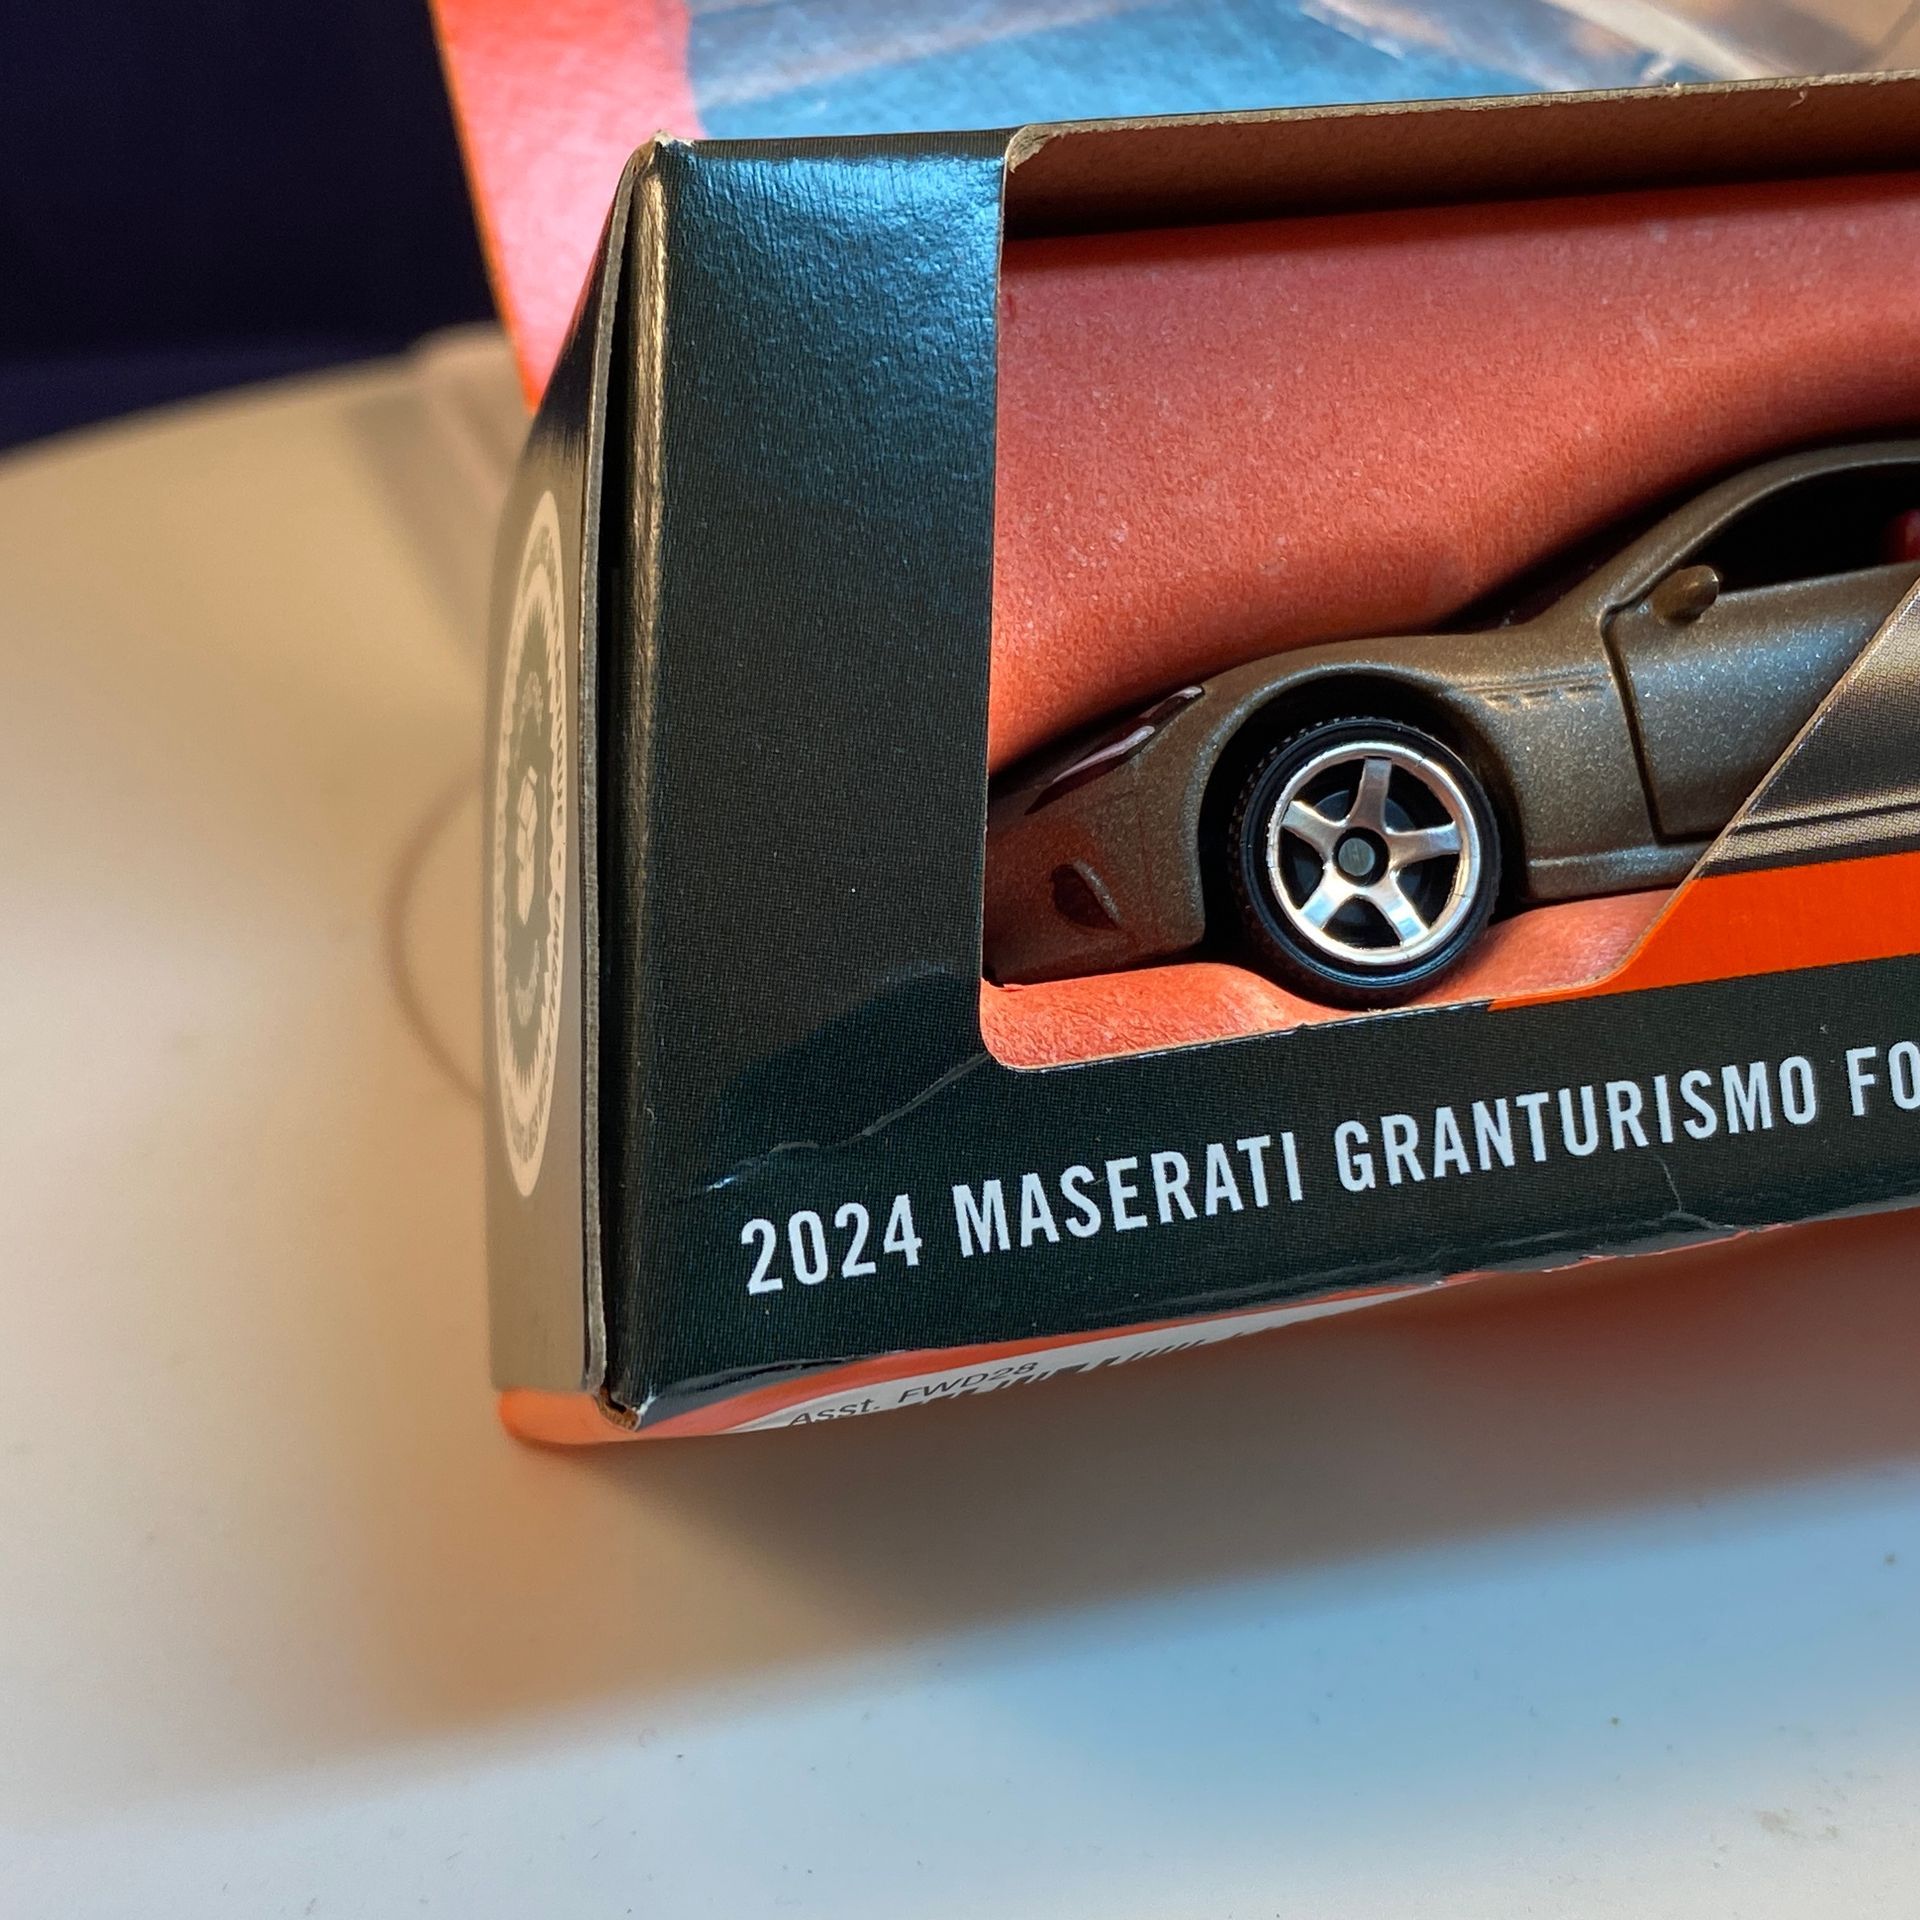 2024 MASERATI GRANTURISMO FO
Asst. FWD28